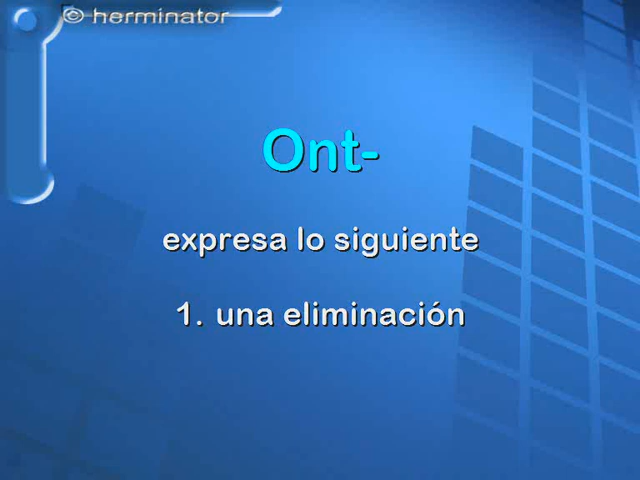 © herminator
Ont-
expresa lo siguiente
1. una eliminación